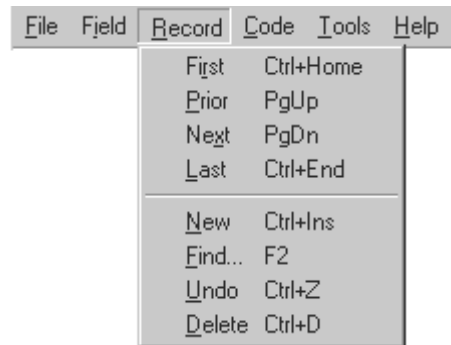 File Field Record Code Tools Help
First Ctrl+Home
Prior PgUp
Next PgDn
Last Ctrl+End
New Ctrl+Ins
Find... F2
Undo Ctrl+Z
Delete Ctrl+D